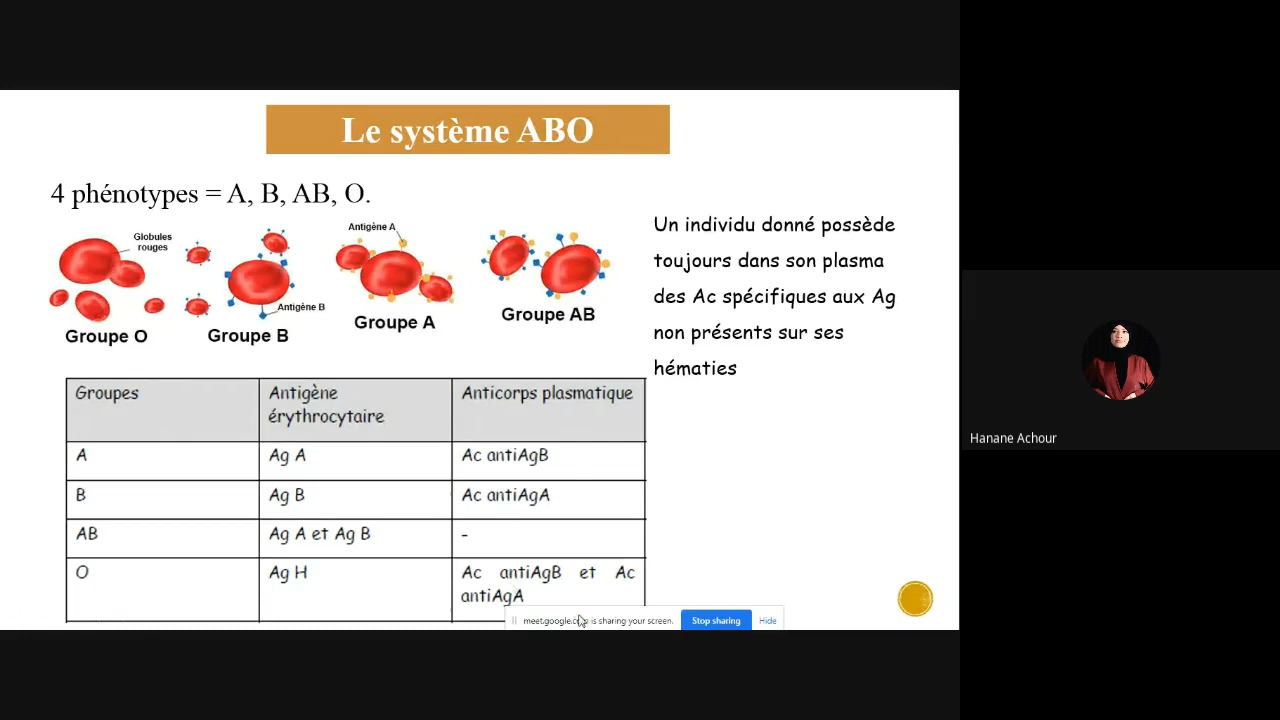 Le système ABO
4 phénotypes = A, B, AB, O.
Globules
rouges
Antigène A
Antigène B
Groupe O
Groupe B
Groupe A
Groupe AB
Un individu donné possède
toujours dans son plasma
des Ac spécifiques aux Ag
non présents sur ses
hématies
Groupes
Antigène
érythrocytaire
Anticorps plasmatique
A
Ag A
Ac antiAgB
B
Ag B
Ac antiAgA
AB
Ag A et Ag B
-
O
Ag H
Ac antiAgB et Ac
antiAgA
is sharing your screen.
Stop sharing
Hide
Hanane Achour